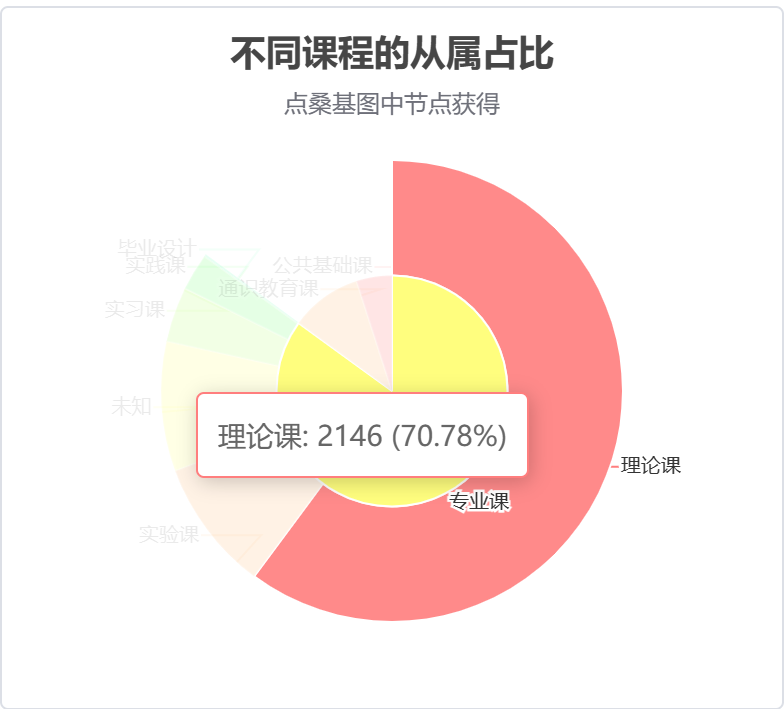 不同课程的从属占比
点桑基图中节点获得
毕业设计
实践课
公共基础课
通识教育课
实习课
未知
理论课: 2146 (70.78%)
理论课
专业课
实验课